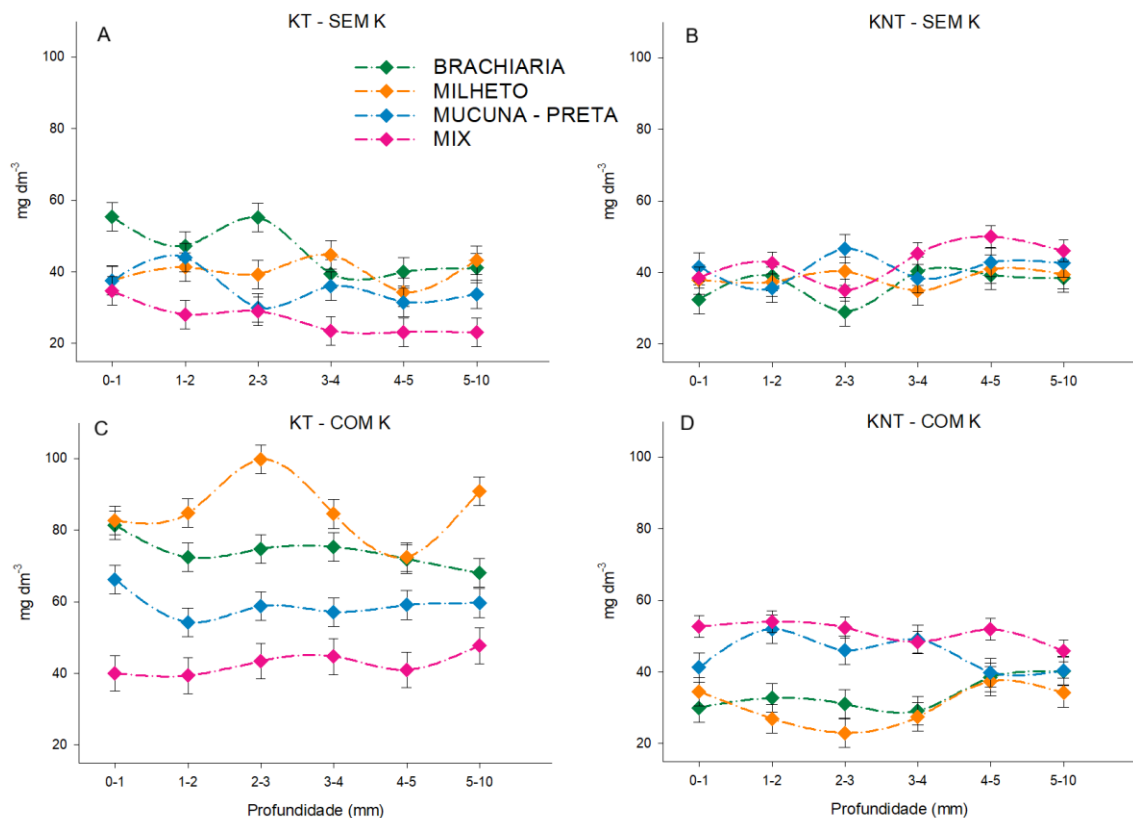 A
KT - SEM K
BRACHIARIA
MILHETO
MUCUNA - PRETA
MIX
mg dm-3
100
80
60
40
20
0-1 1-2 2-3 3-4 4-5 5-10
B
KNT - SEM K
mg dm-3
100
80
60
40
20
0-1 1-2 2-3 3-4 4-5 5-10
C
KT - COM K
mg dm-3
100
80
60
40
20
0-1 1-2 2-3 3-4 4-5 5-10
Profundidade (mm)
D
KNT - COM K
mg dm-3
100
80
60
40
20
0-1 1-2 2-3 3-4 4-5 5-10
Profundidade (mm)